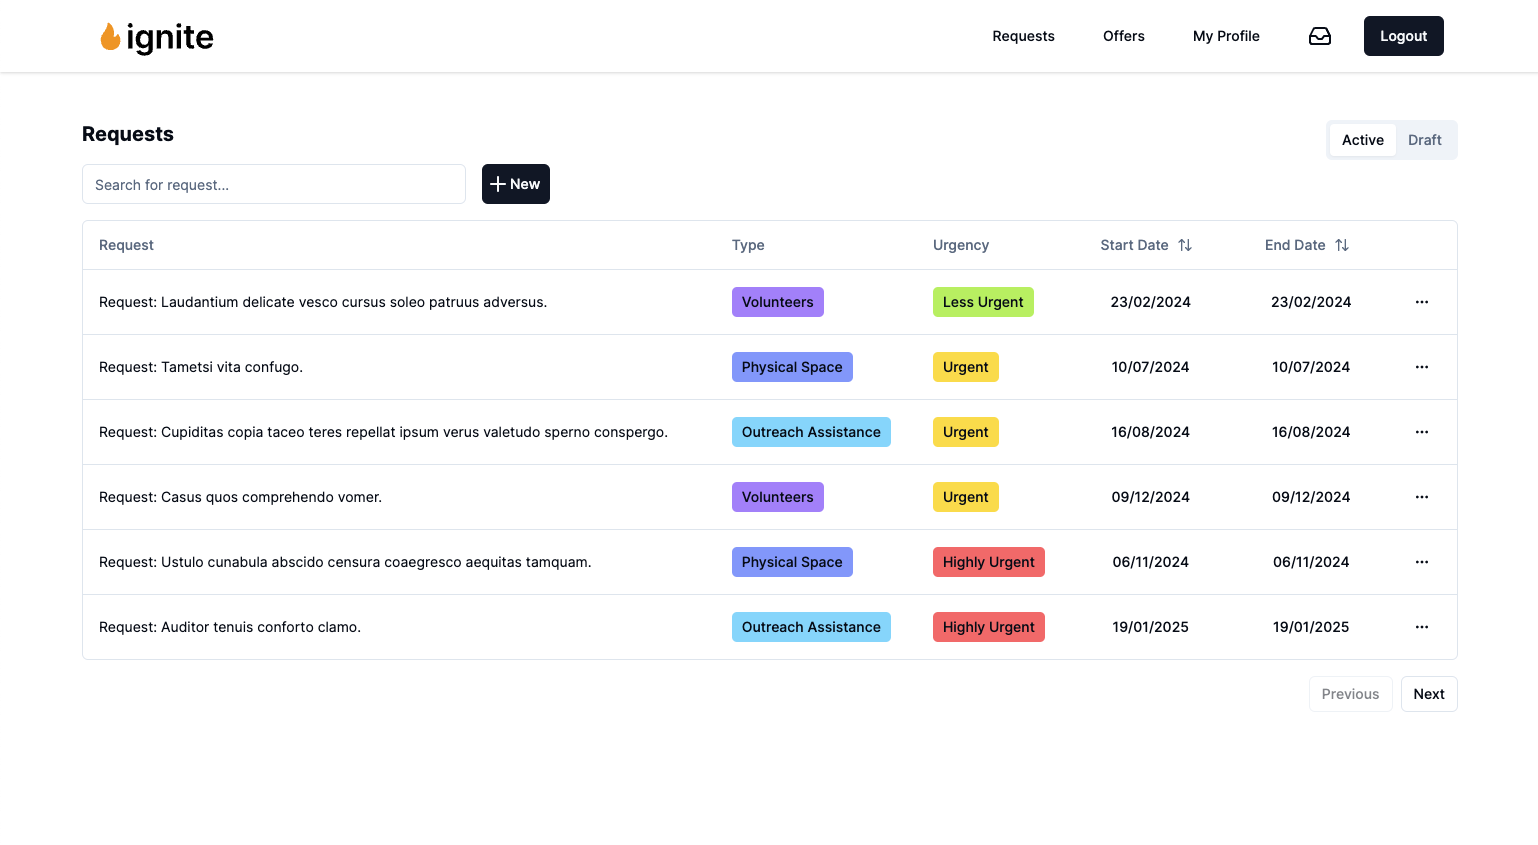 ignite Requests Offers My Profile Logout
Requests Active Draft
Search for request... New
Request Type Urgency Start Date End Date
Request: Laudantium delicate vesco cursus soleo patruus adversus. Volunteers Less Urgent 23/02/2024 23/02/2024
Request: Tametsi vita confugo. Physical Space Urgent 10/07/2024 10/07/2024
Request: Cupiditas copia taceo teres repellat ipsum verus valetudo sperno conspergo. Outreach Assistance Urgent 16/08/2024 16/08/2024
Request: Casus quos comprehendo vomer. Volunteers Urgent 09/12/2024 09/12/2024
Request: Ustulo cunabula abscido censura coaegresco aequitas tamquam. Physical Space Highly Urgent 06/11/2024 06/11/2024
Request: Auditor tenuis conforto clamo. Outreach Assistance Highly Urgent 19/01/2025 19/01/2025
Previous Next